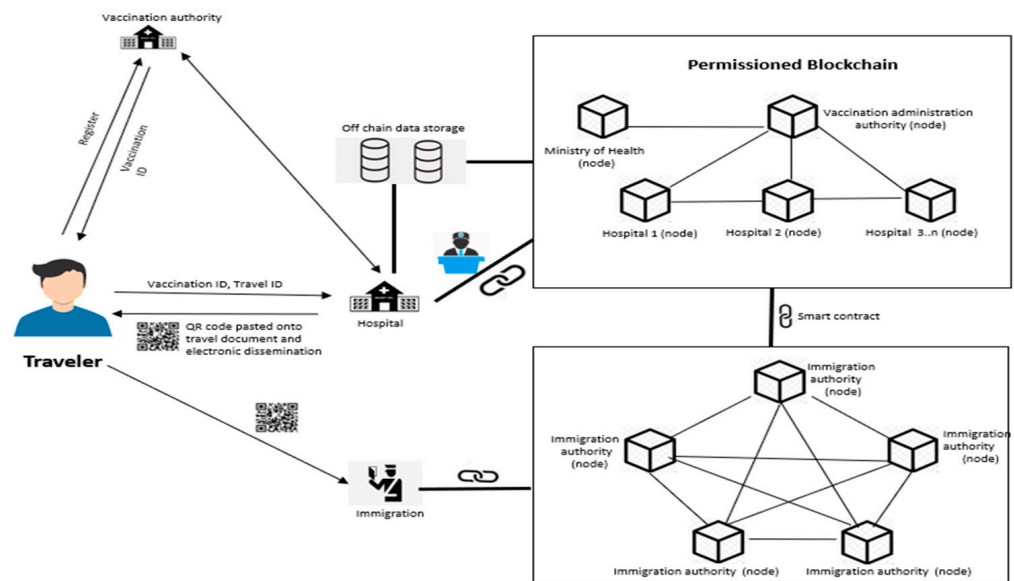 Vaccination authority
Register
Vaccination
ID
Off chain data storage
Vaccination ID, Travel ID
Hospital
QR code pasted onto
travel document and
electronic dissemination
Traveler
Immigration
Permissioned Blockchain
Vaccination administration
authority (node)
Ministry of Health
(node)
Hospital 1 (node)
Hospital 2 (node)
Hospital 3..n (node)
Smart contract
Immigration
authority
(node)
Immigration
authority
(node)
Immigration
authority
(node)
Immigration authority (node)
Immigration authority (node)